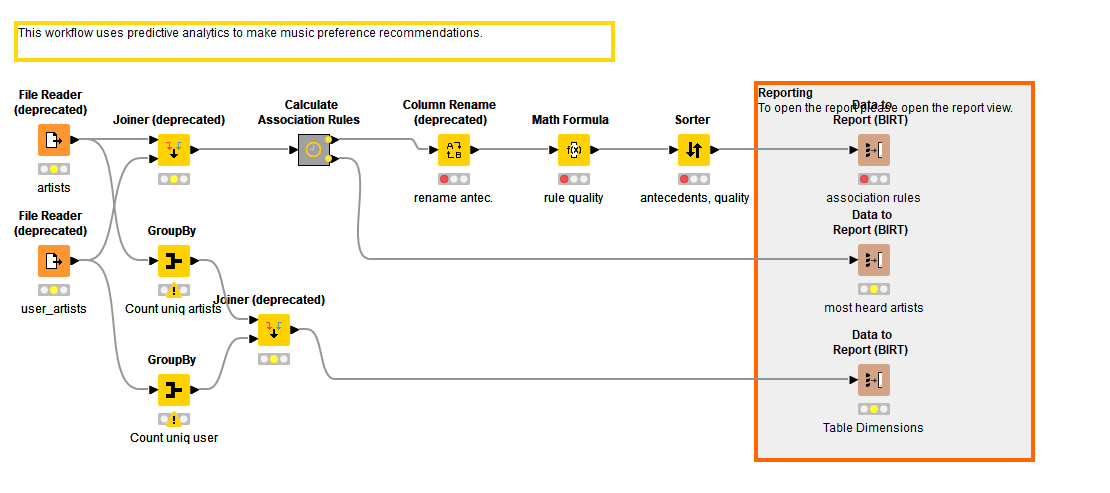 This workflow uses predictive analytics to make music preference recommendations.
File Reader
(deprecated)
artists
Joiner (deprecated)
Calculate
Association Rules
Column Rename
(deprecated)
A
B
rename antec.
Math Formula
f(x)
rule quality
Sorter
antecedents, quality
Reporting
To open the report please open the report view.
Data to
Report (BIRT)
association rules
File Reader
(deprecated)
user_artists
GroupBy
!
Count uniq artists
Joiner (deprecated)
Data to
Report (BIRT)
most heard artists
GroupBy
!
Count uniq user
Data to
Report (BIRT)
Table Dimensions